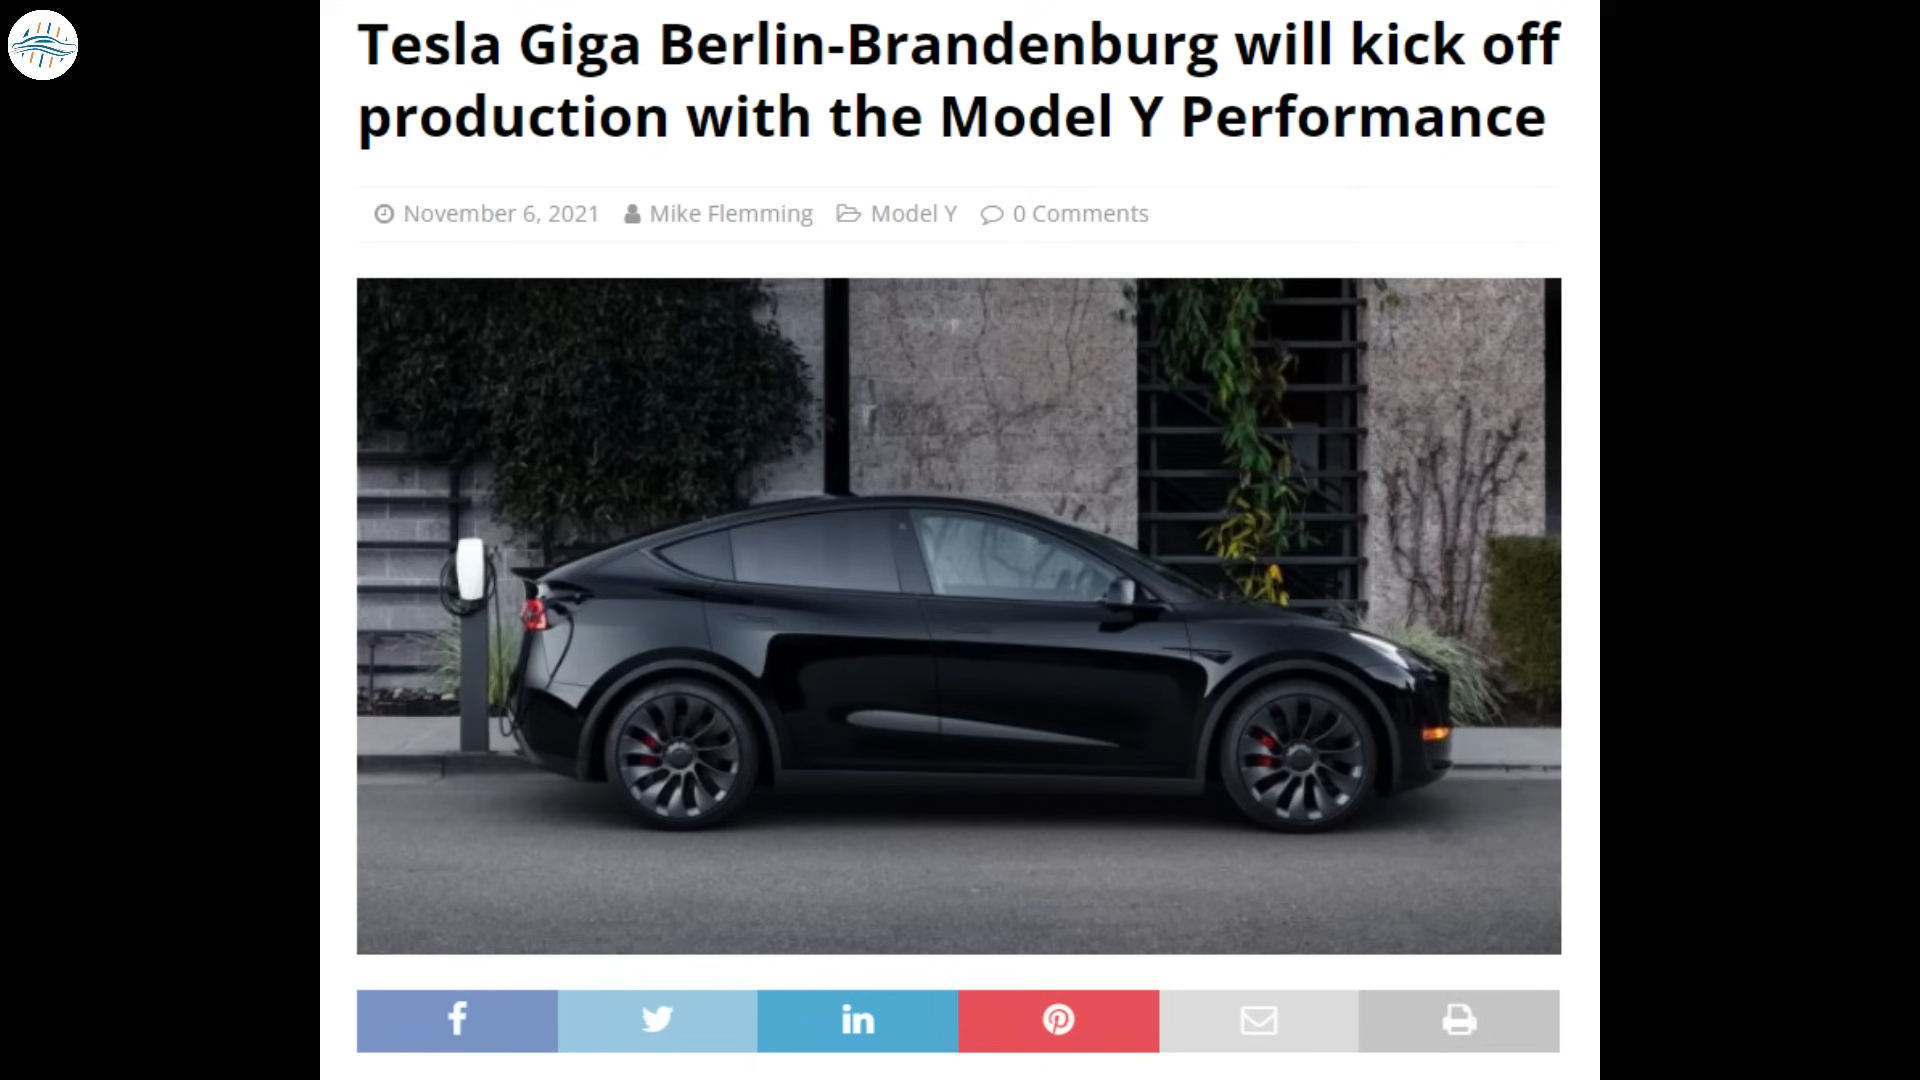 Tesla Giga Berlin-Brandenburg will kick off
production with the Model Y Performance
November 6, 2021 Mike Flemming Model Y 0 Comments